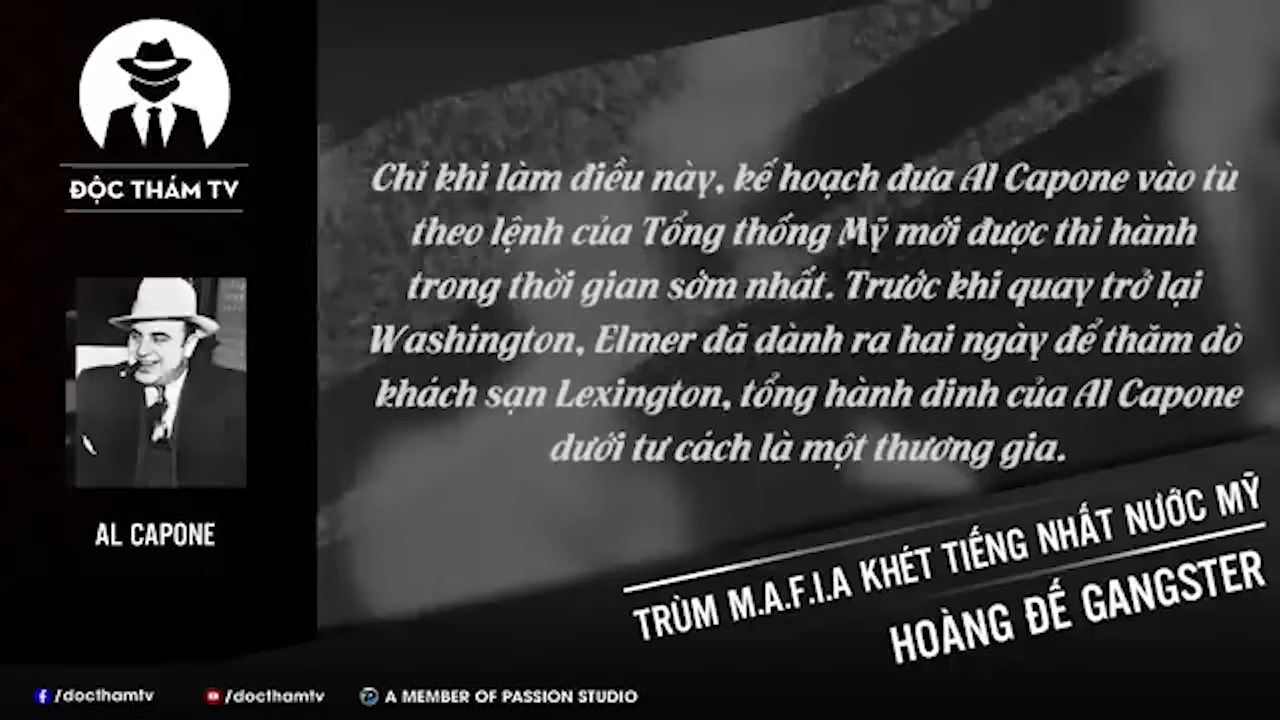 ĐỘC THÁM TV
AL CAPONE
Chỉ khi làm điều này, kế hoạch đưa Al Capone vào tù
theo lệnh của Tổng thống Mỹ mới được thi hành
trong thời gian sớm nhất. Trước khi quay trở lại
Washington, Elmer đã dành ra hai ngày để thăm dò
khách sạn Lexington, tổng hành dinh của Al Capone
dưới tư cách là một thương gia.
TRÙM M.A.F.I.A KHÉT TIẾNG NHẤT NƯỚC MỸ
HOÀNG ĐẾ GANGSTER
/docthamtv
/docthamtv
A MEMBER OF PASSION STUDIO